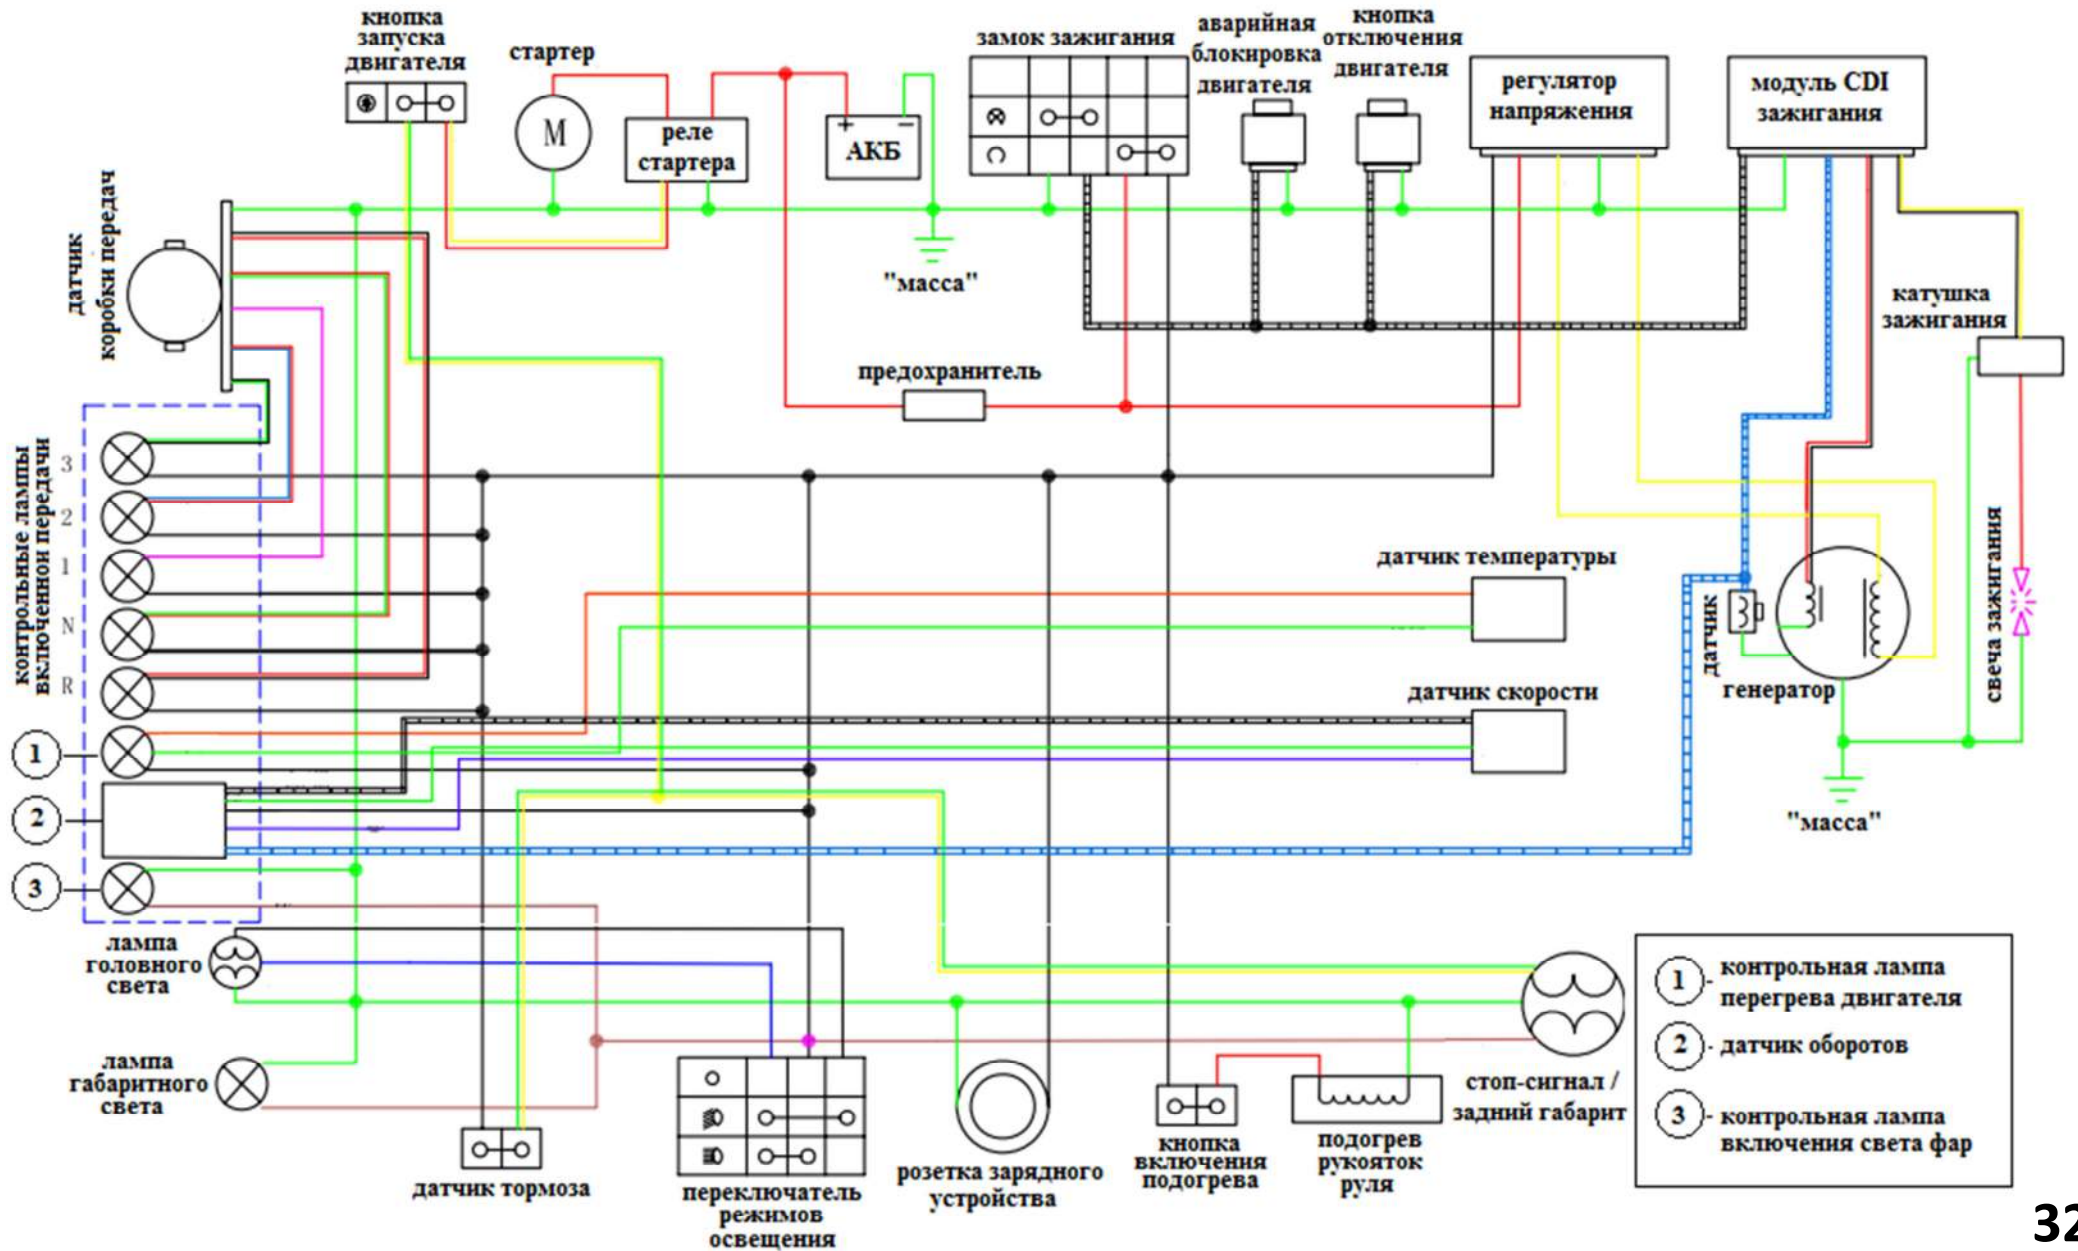 кнопка
запуска
двигателя
стартер
М
реле
стартера
+
−
АКБ
замок зажигания
аварийная
блокировка
двигателя
кнопка
отключения
двигателя
регулятор
напряжения
модуль CDI
зажигания
датчик
коробки передач
"масса"
предохранитель
катушка
зажигания
контрольные лампы
включенной передачи
3
2
1
N
R
1
2
3
датчик температуры
датчик скорости
датчик
генератор
свеча зажигания
"масса"
лампа
головного
света
лампа
габаритного
света
датчик тормоза
переключатель
режимов
освещения
розетка зарядного
устройства
кнопка
включения
подогрева
подогрев
рукояток
руля
стоп-сигнал /
задний габарит
1 - контрольная лампа
перегрева двигателя
2 - датчик оборотов
3 - контрольная лампа
включения света фар
32